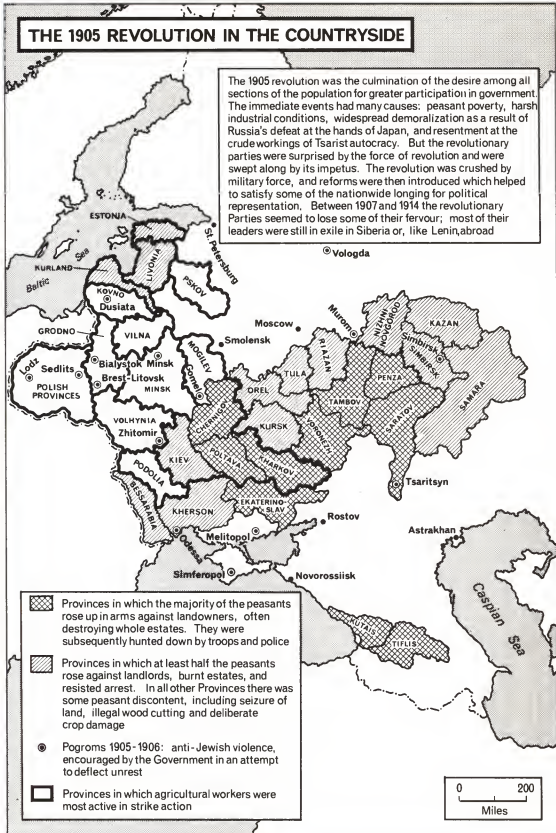 THE 1905 REVOLUTION IN THE COUNTRYSIDE
The 1905 revolution was the culmination of the desire among all
sections of the population for greater participation in government.
The immediate events had many causes: peasant poverty, harsh
industrial conditions, widespread demoralization as a result of
Russia's defeat at the hands of Japan, and resentment at the
crude workings of Tsarist autocracy. But the revolutionary
parties were surprised by the force of revolution and were
swept along by its impetus. The revolution was crushed by
military force, and reforms were then introduced which helped
to satisfy some of the nationwide longing for political
representation. Between 1907 and 1914 the revolutionary
Parties seemed to lose some of their fervour; most of their
leaders were still in exile in Siberia or, like Lenin, abroad
ESTONIA
St. Petersburg
Baltic Sea
LIVONIA
KURLAND
PSKOV
Vologda
KOVNO
Dusiata
GRODNO
VILNA
MOGILEV
Smolensk
Moscow
Murom
NIZHNI NOVGOROD
KAZAN
Simbirsk
SIMBIRSK
RIAZAN
TULA
PENZA
SAMARA
Lodz
Sedlits
POLISH
PROVINCES
Bialystok
Minsk
Brest-Litovsk
MINSK
Gomel
OREL
TAMBOV
SARATOV
CHERNIGOV
KURSK
VORONEZH
VOLHYNIA
Zhitomir
KIEV
POLTAVA
KHARKOV
PODOLIA
BESSARABIA
KHERSON
EKATERINO-
SLAV
Tsaritsyn
Rostov
Astrakhan
Odessa
Melitopol
Simferopol
Novorossiisk
Caspian Sea
KUTAIS
TIFLIS
Provinces in which the majority of the peasants
rose up in arms against landowners, often
destroying whole estates. They were
subsequently hunted down by troops and police
Provinces in which at least half the peasants
rose against landlords, burnt estates, and
resisted arrest. In all other Provinces there was
some peasant discontent, including seizure of
land, illegal wood cutting and deliberate
crop damage
Pogroms 1905-1906: anti-Jewish violence,
encouraged by the Government in an attempt
to deflect unrest
Provinces in which agricultural workers were
most active in strike action
0 200
Miles